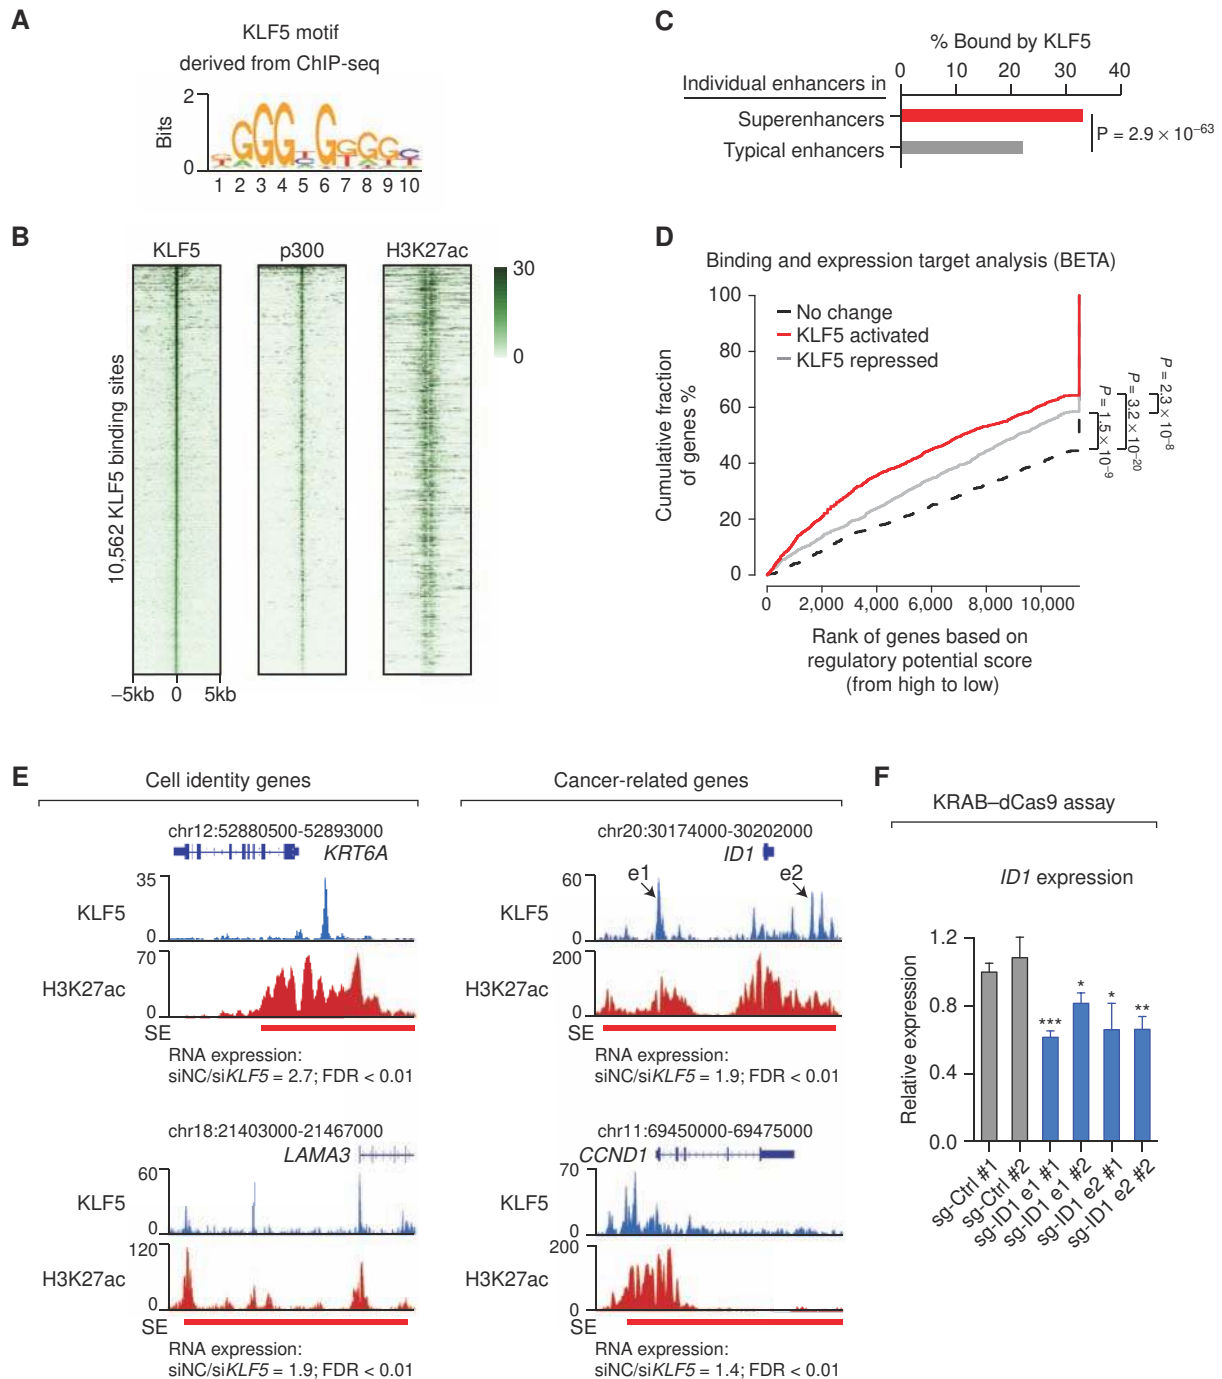 A
KLF5 motif
derived from ChIP-seq
2
Bits
0
1 2 3 4 5 6 7 8 9 10
B
KLF5 p300 H3K27ac
30
0
10,562 KLF5 binding sites
−5kb 0 5kb
C
% Bound by KLF5
Individual enhancers in 0 10 20 30 40
Superenhancers
Typical enhancers
P = 2.9 × 10−63
D
Binding and expression target analysis (BETA)
100
80
60
40
20
0
Cumulative fraction
of genes %
No change
KLF5 activated
KLF5 repressed
P = 1.5 × 10−9
P = 3.2 × 10−20
P = 2.3 × 10−8
0 2,000 4,000 6,000 8,000 10,000
Rank of genes based on
regulatory potential score
(from high to low)
E
Cell identity genes
chr12:52880500-52893000
KRT6A
35
KLF5
0
70
H3K27ac
0
SE
RNA expression:
siNC/siKLF5 = 2.7; FDR < 0.01
chr18:21403000-21467000
LAMA3
60
KLF5
0
120
H3K27ac
0
SE
RNA expression:
siNC/siKLF5 = 1.9; FDR < 0.01
Cancer-related genes
chr20:30174000-30202000
ID1
60 e1 e2
KLF5
0
200
H3K27ac
0
SE
RNA expression:
siNC/siKLF5 = 1.9; FDR < 0.01
chr11:69450000-69475000
CCND1
70
KLF5
0
200
H3K27ac
0
SE
RNA expression:
siNC/siKLF5 = 1.4; FDR < 0.01
F
KRAB–dCas9 assay
ID1 expression
Relative expression
1.2
0.8
0.4
0.0
*** * * **
sg-Ctrl #1
sg-Ctrl #2
sg-ID1 e1 #1
sg-ID1 e1 #2
sg-ID1 e2 #1
sg-ID1 e2 #2